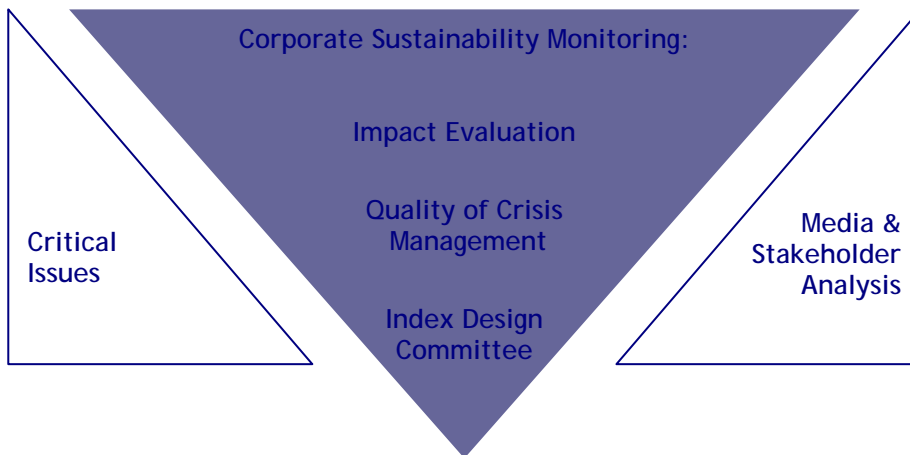 Corporate Sustainability Monitoring:
Impact Evaluation
Quality of Crisis
Management
Index Design
Committee
Critical
Issues
Media &
Stakeholder
Analysis